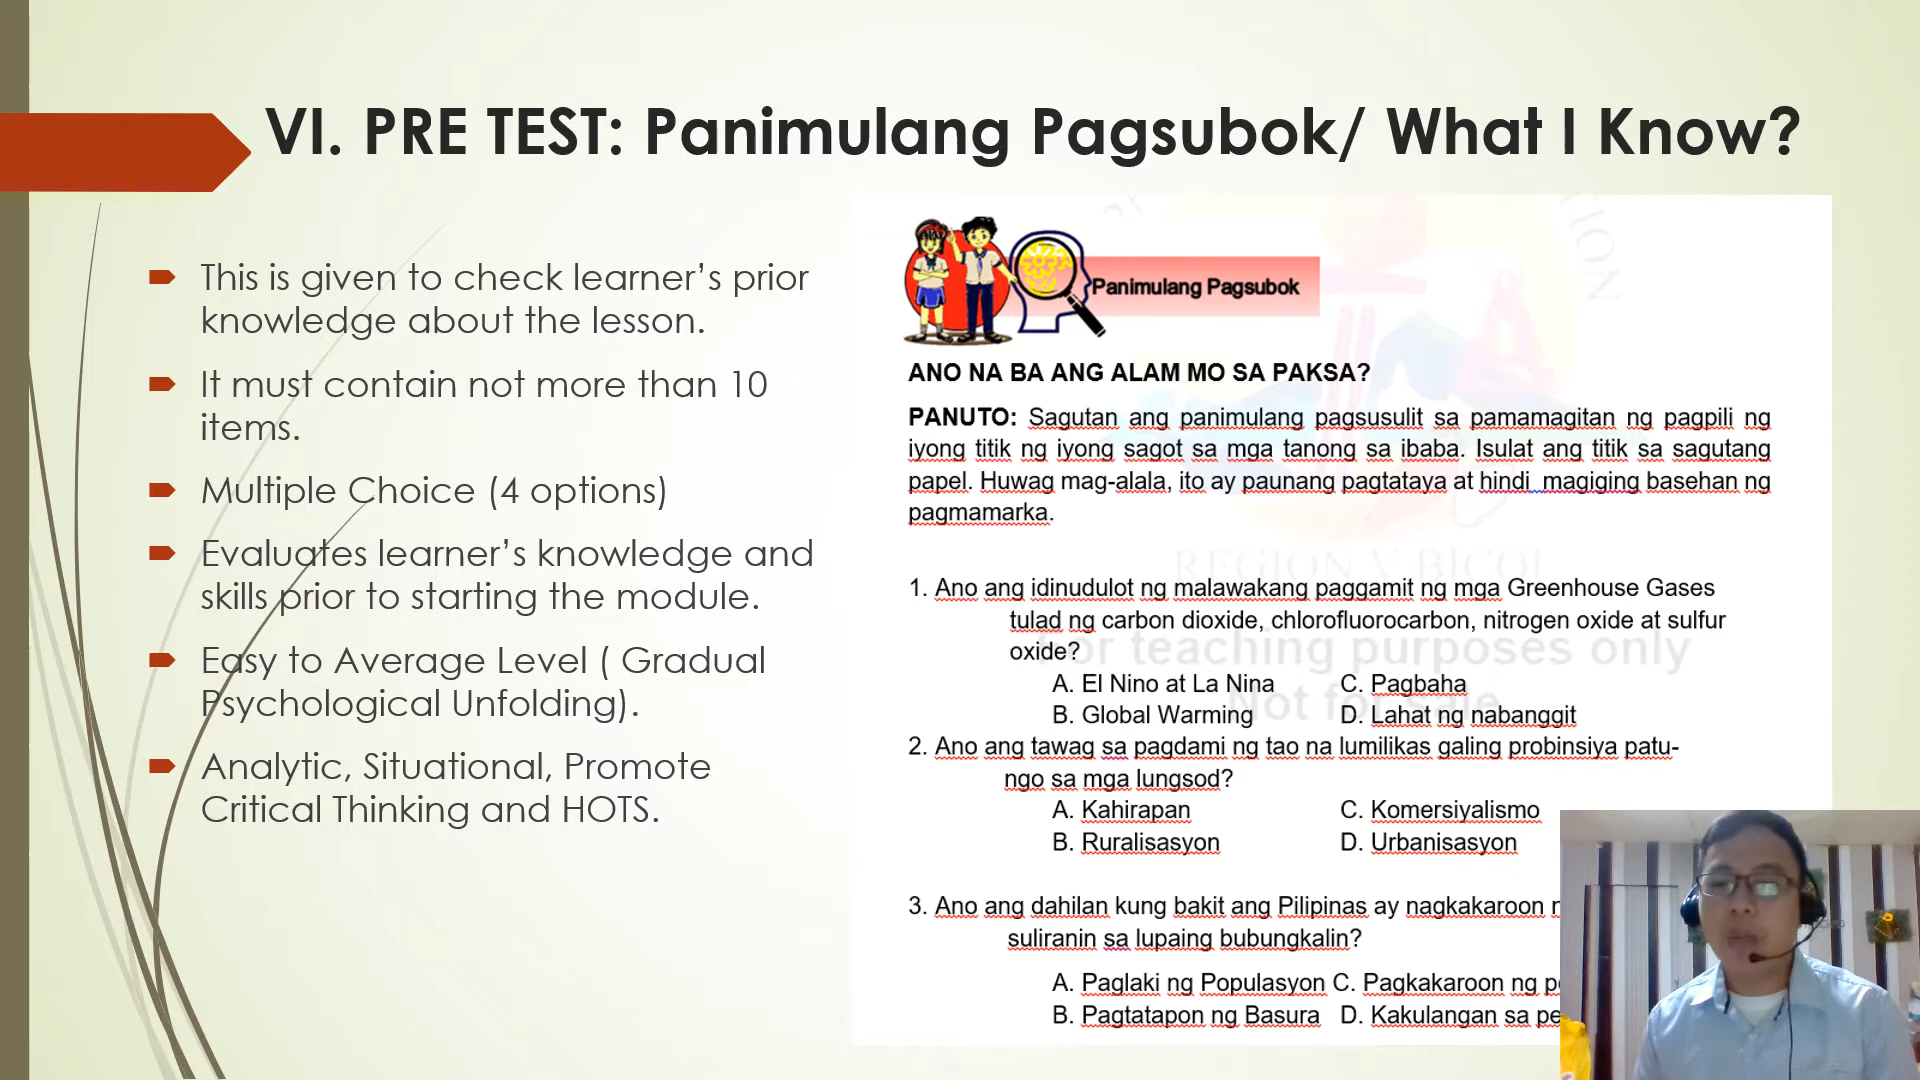 VI. PRE TEST: Panimulang Pagsubok/ What I Know?
This is given to check learner's prior
knowledge about the lesson.
It must contain not more than 10
items.
Multiple Choice (4 options)
Evaluates learner's knowledge and
skills prior to starting the module.
Easy to Average Level ( Gradual
Psychological Unfolding).
Analytic, Situational, Promote
Critical Thinking and HOTS.
Panimulang Pagsubok
ANO NA BA ANG ALAM MO SA PAKSA?
PANUTO: Sagutan ang panimulang pagsusulit sa pamamagitan ng pagpili ng
iyong titik ng iyong sagot sa mga tanong sa ibaba. Isulat ang titik sa sagutang
papel. Huwag mag-alala, ito ay paunang pagtataya at hindi magiging basehan ng
pagmamarka.
REGION V BICOL
1. Ano ang idinudulot ng malawakang paggamit ng mga Greenhouse Gases
tulad ng carbon dioxide, chlorofluorocarbon, nitrogen oxide at sulfur
oxide?
For teaching purposes only
A. El Nino at La Nina C. Pagbaha
Not for sale
B. Global Warming D. Lahat ng nabanggit
2. Ano ang tawag sa pagdami ng tao na lumilikas galing probinsiya patu-
ngo sa mga lungsod?
A. Kahirapan C. Komersiyalismo
B. Ruralisasyon D. Urbanisasyon
3. Ano ang dahilan kung bakit ang Pilipinas ay nagkakaroon
suliranin sa lupaing bubungkalin?
A. Paglaki ng Populasyon C. Pagkakaroon ng
B. Pagtatapon ng Basura D. Kakulangan sa